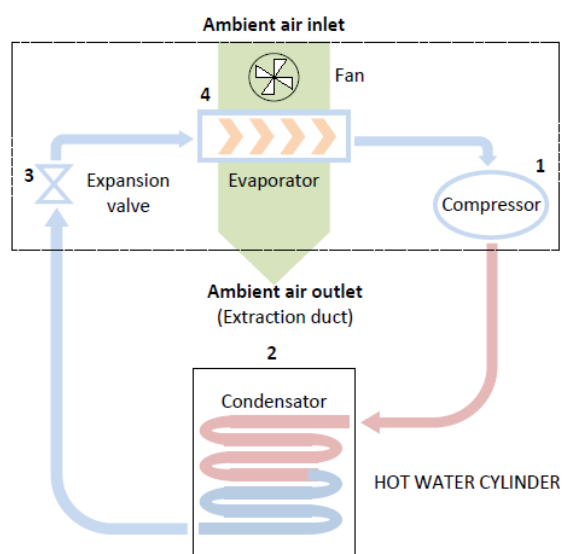 Ambient air inlet
Fan
4
3
Expansion
valve
Evaporator
1
Compressor
Ambient air outlet
(Extraction duct)
2
Condensator
HOT WATER CYLINDER